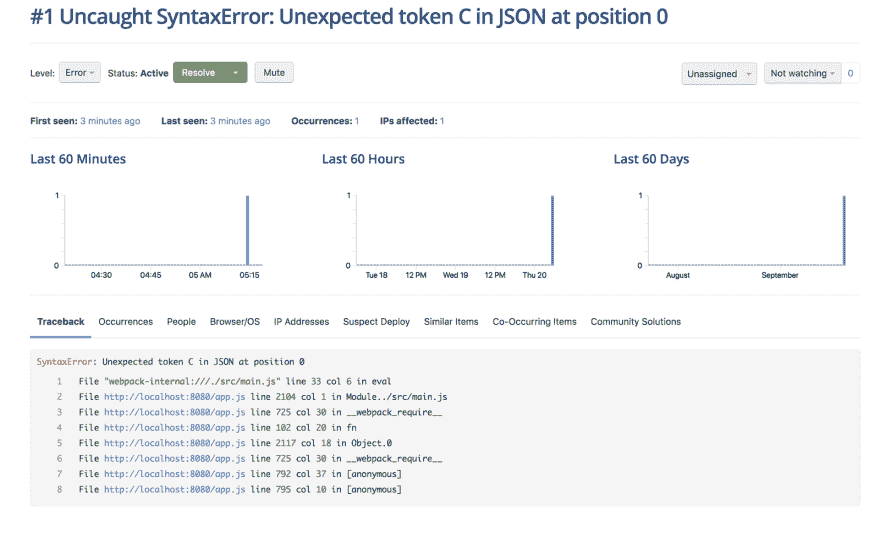 #1 Uncaught SyntaxError: Unexpected token C in JSON at position 0
Level: Error Status: Active Resolve Mute Unassigned Not watching 0
First seen: 3 minutes ago Last seen: 3 minutes ago Occurrences: 1 IPs affected: 1
Last 60 Minutes Last 60 Hours Last 60 Days
1 1 1
0 0 0
04:30 04:45 05 AM 05:15 Tue 18 12 PM Wed 19 12 PM Thu 20 August September
Traceback Occurrences People Browser/OS IP Addresses Suspect Deploy Similar Items Co-Occurring Items Community Solutions
SyntaxError: Unexpected token C in JSON at position 0
1 File "webpack-internal:///./src/main.js" line 33 col 6 in eval
2 File http://localhost:8080/app.js line 2104 col 1 in Module../src/main.js
3 File http://localhost:8080/app.js line 725 col 30 in __webpack_require__
4 File http://localhost:8080/app.js line 102 col 20 in fn
5 File http://localhost:8080/app.js line 2117 col 18 in Object.0
6 File http://localhost:8080/app.js line 725 col 30 in __webpack_require__
7 File http://localhost:8080/app.js line 792 col 37 in [anonymous]
8 File http://localhost:8080/app.js line 795 col 10 in [anonymous]